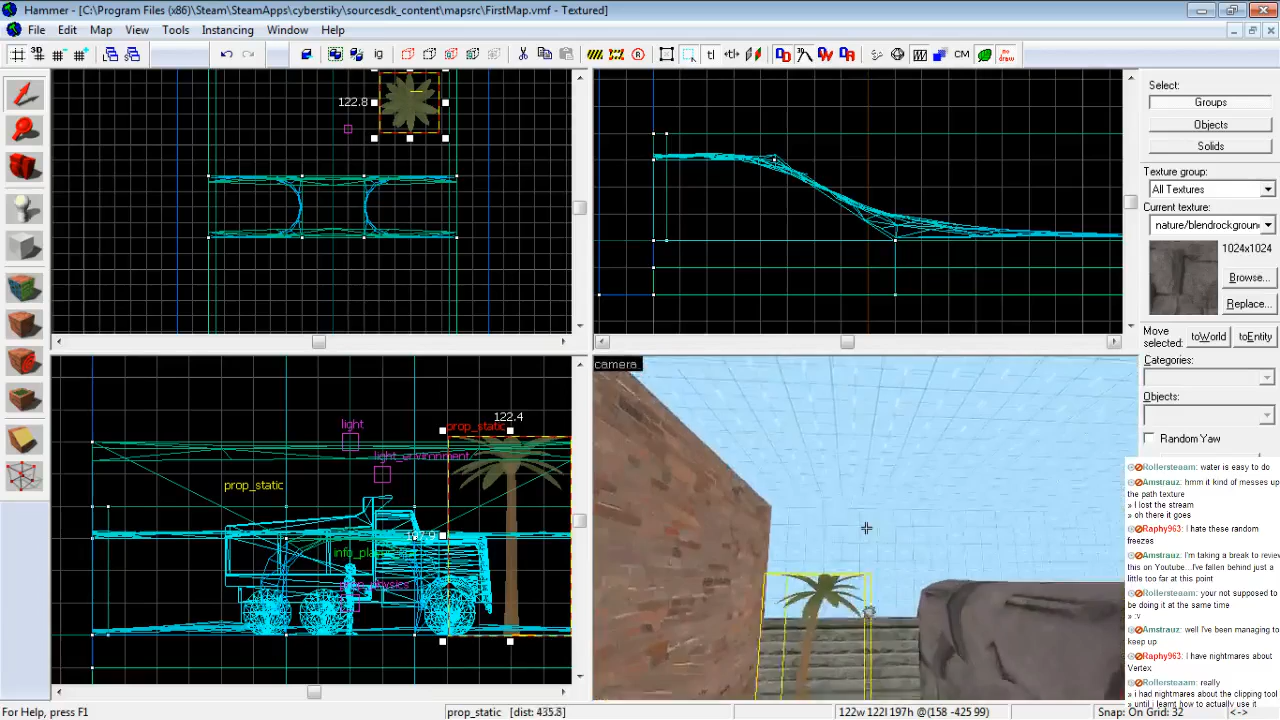 Hammer - [C:\Program Files (x86)\Steam\SteamApps\cyberstiky\sourcesdk_content\mapsrc\FirstMap.vmf - Textured]
File Edit Map View Tools Instancing Window Help
3D
ig
tl
CM
122.8
camera
122.4
prop_static
light
light_environment
prop_static
Select:
Groups
Objects
Solids
Texture group:
All Textures
Current texture:
nature/blendrockgroun
1024x1024
Browse...
Replace...
Move selected:
toWorld
toEntity
Categories:
Objects:
Random Yaw
Rollersteaam: water is easy to do
Amstrauz: hmm it kind of messes up
the path texture
» I lost the stream
» oh there it goes
Raphy963: I hate these random
freezes
Amstrauz: I'm taking a break to review
this on Youtube...I've fallen behind just a
little too far at this point
Rollersteaam: your not supposed to
be doing it at the same time
» :v
Amstrauz: well I've been managing to
keep up
Raphy963: I have nightmares about
Vertex
Rollersteaam: really
» i had nightmares about the clipping tool
» until i learnt how to actually use it
For Help, press F1
prop_static [dist: 435.8]
122w 122l 197h @(158 -425 99)
Snap: On Grid: 32
<->